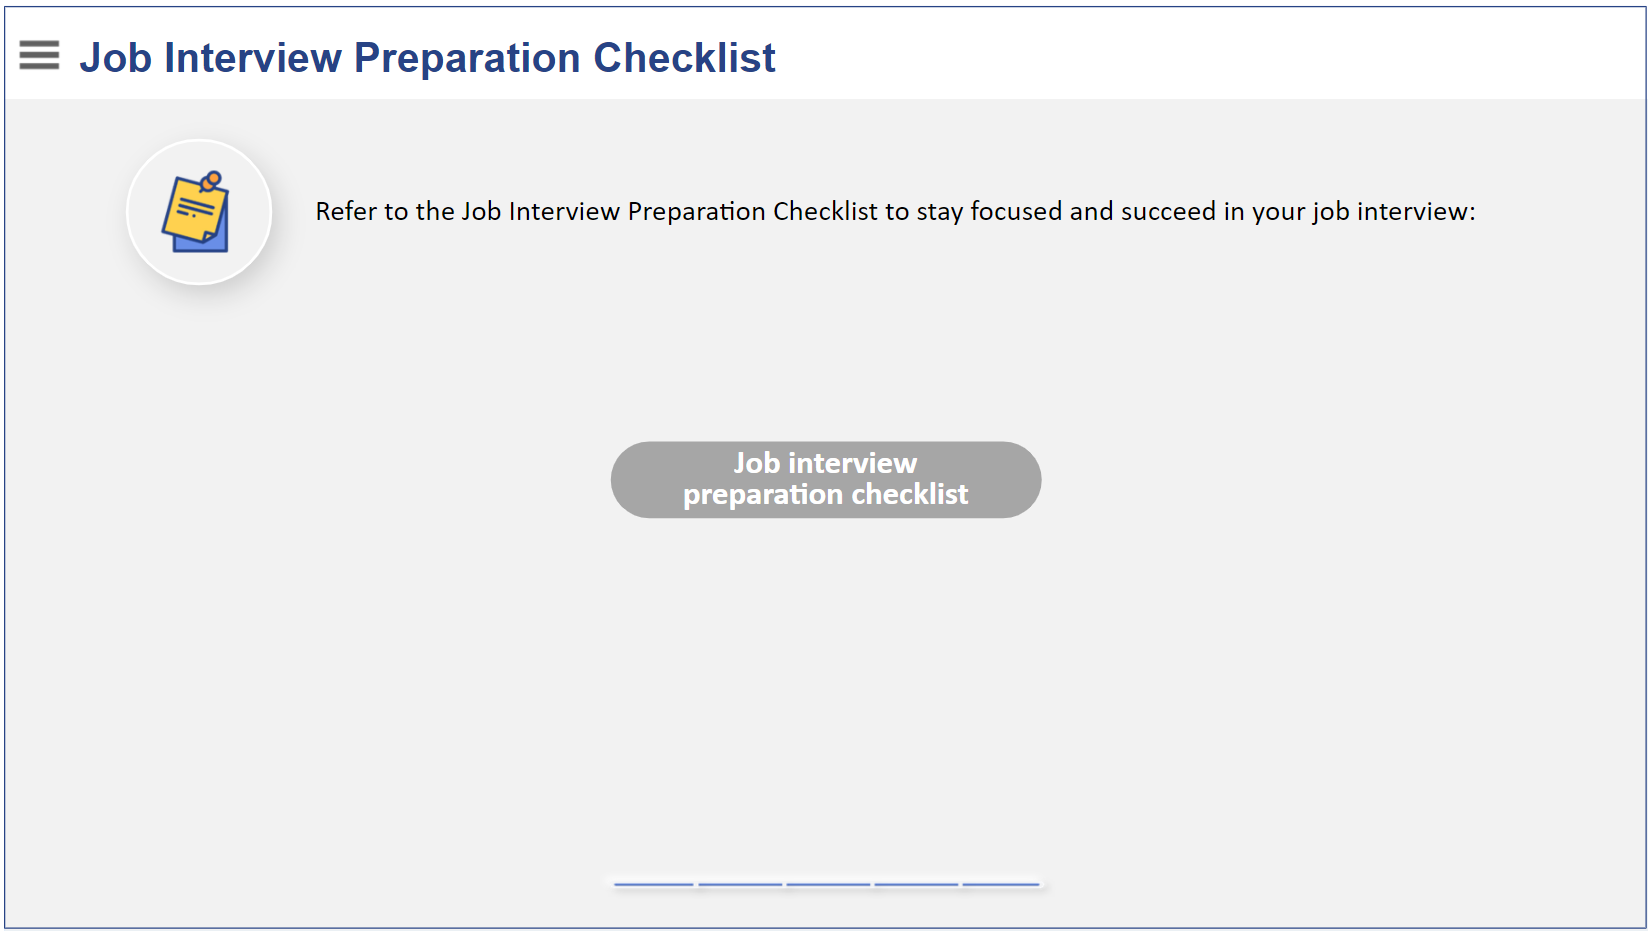 Job Interview Preparation Checklist
Refer to the Job Interview Preparation Checklist to stay focused and succeed in your job interview:
Job interview
preparation checklist